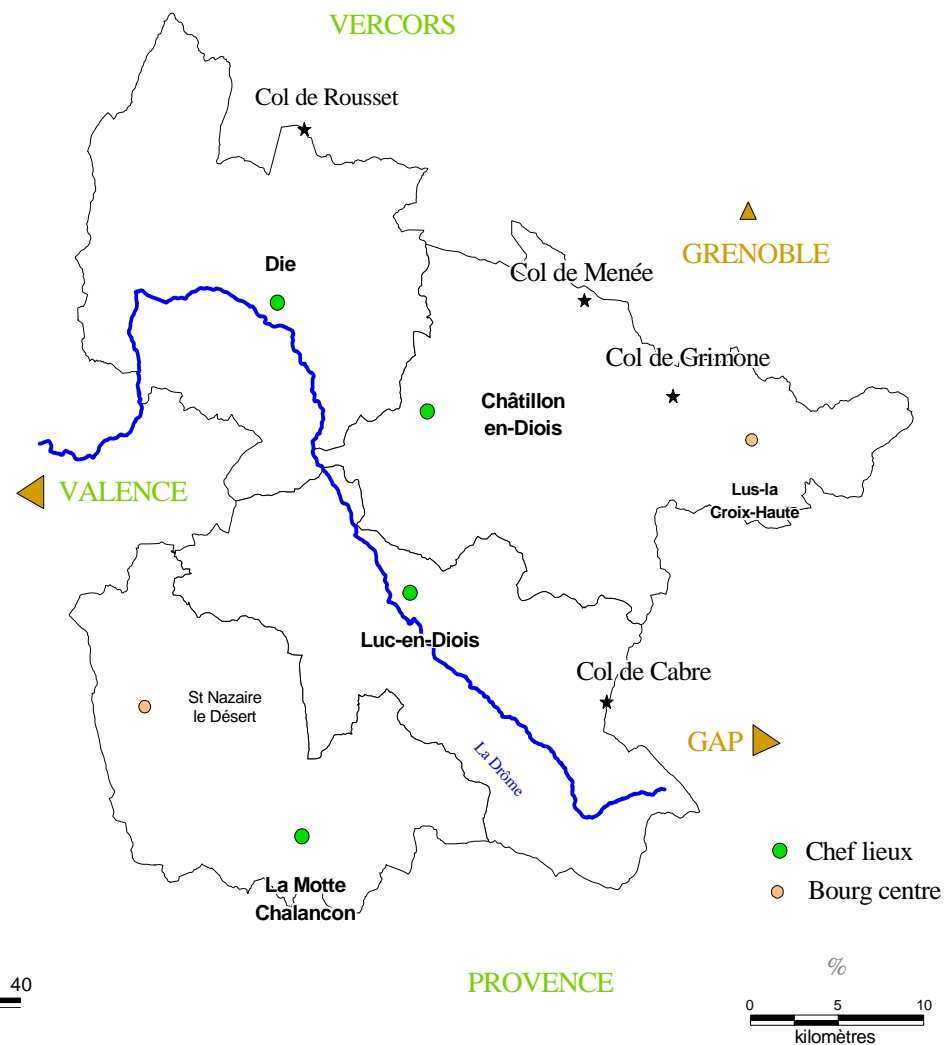 VERCORS
Col de Rousset
GRENOBLE
Die
Col de Menée
Col de Grimone
Châtillon
en-Diois
VALENCE
Lus-la
Croix-Haute
Luc-en-Diois
Col de Cabre
St Nazaire
le Désert
GAP
La Drôme
Chef lieux
La Motte
Chalancon
Bourg centre
%
PROVENCE
40
0 5 10
kilomètres